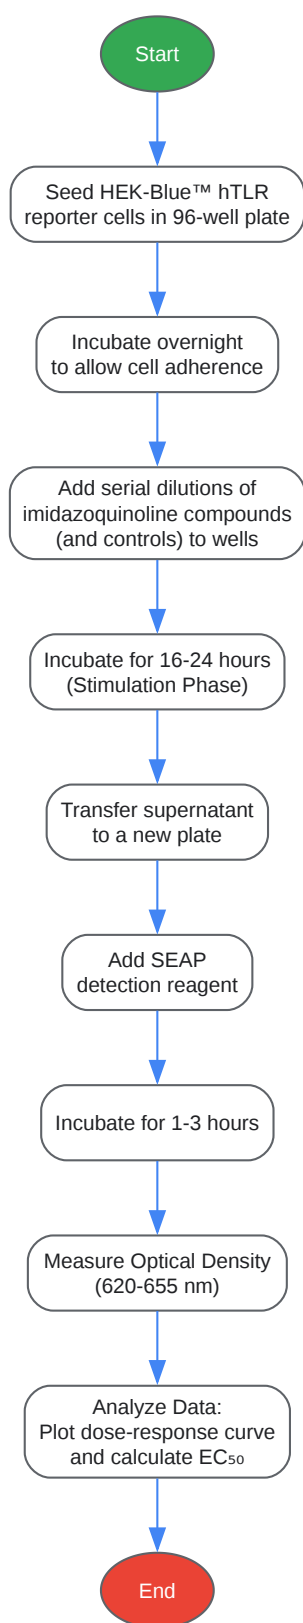 Start
Seed HEK-Blue™ hTLR
reporter cells in 96-well plate
Incubate overnight
to allow cell adherence
Add serial dilutions of
imidazoquinoline compounds
(and controls) to wells
Incubate for 16-24 hours
(Stimulation Phase)
Transfer supernatant
to a new plate
Add SEAP
detection reagent
Incubate for 1-3 hours
Measure Optical Density
(620-655 nm)
Analyze Data:
Plot dose-response curve
and calculate EC₅₀
End